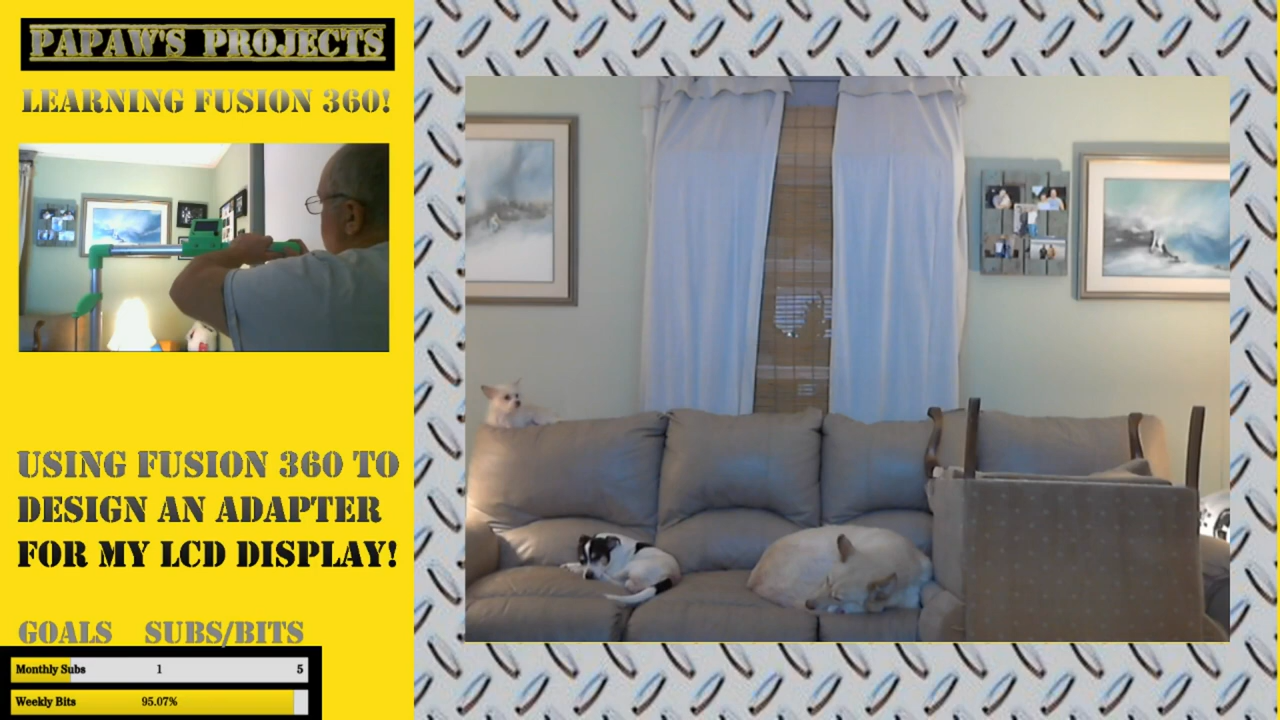 PAPAW'S PROJECTS
LEARNING FUSION 360!
USING FUSION 360 TO
DESIGN AN ADAPTER
FOR MY LCD DISPLAY!
GOALS SUBS/BITS
Monthly Subs 1 5
Weekly Bits 95.07%